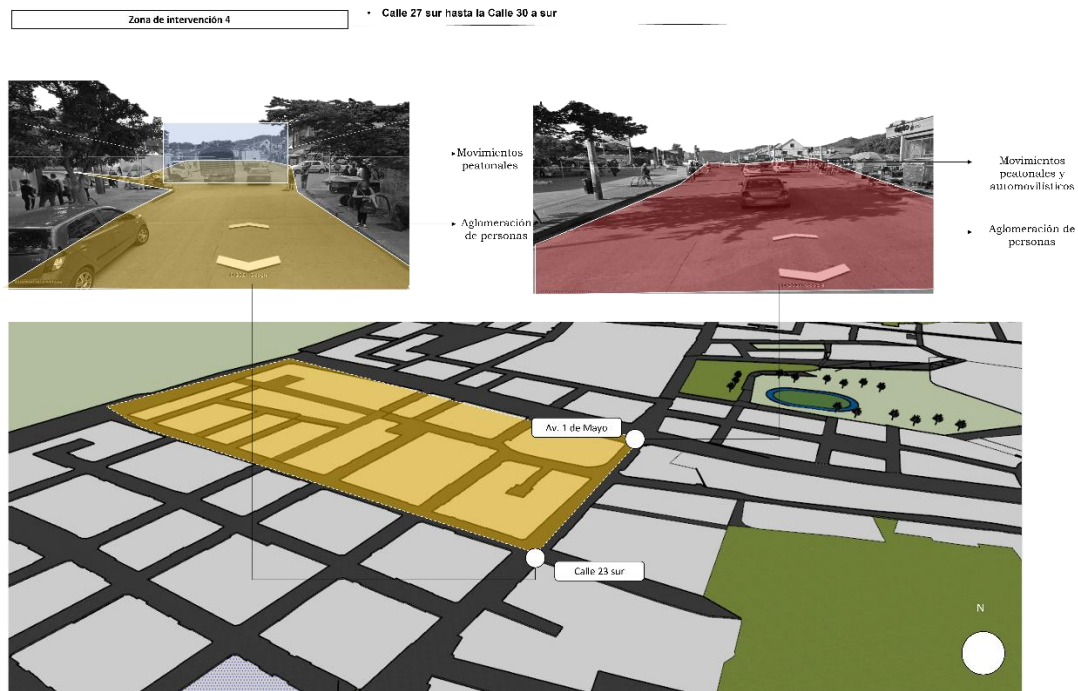 Zona de intervención 4
• Calle 27 sur hasta la Calle 30 a sur
Movimientos
peatonales
Aglomeración
de personas
Movimientos
peatonales y
automovilísticos
Aglomeración de
personas
Av. 1 de Mayo
Calle 23 sur
N